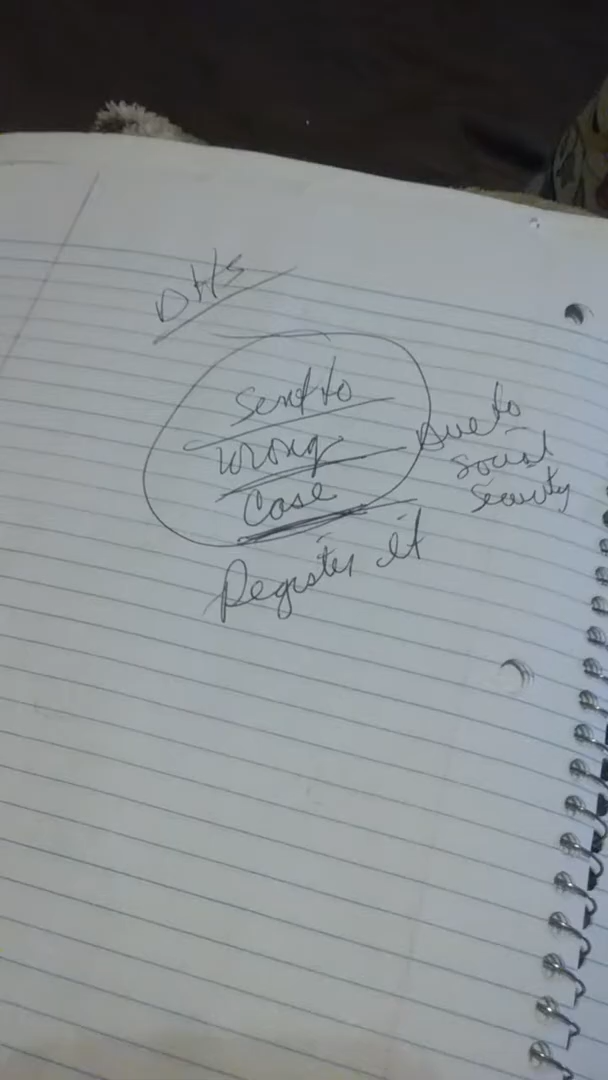 DHS
Sent to
wrong
Case
Due to
Social
Security
Register it